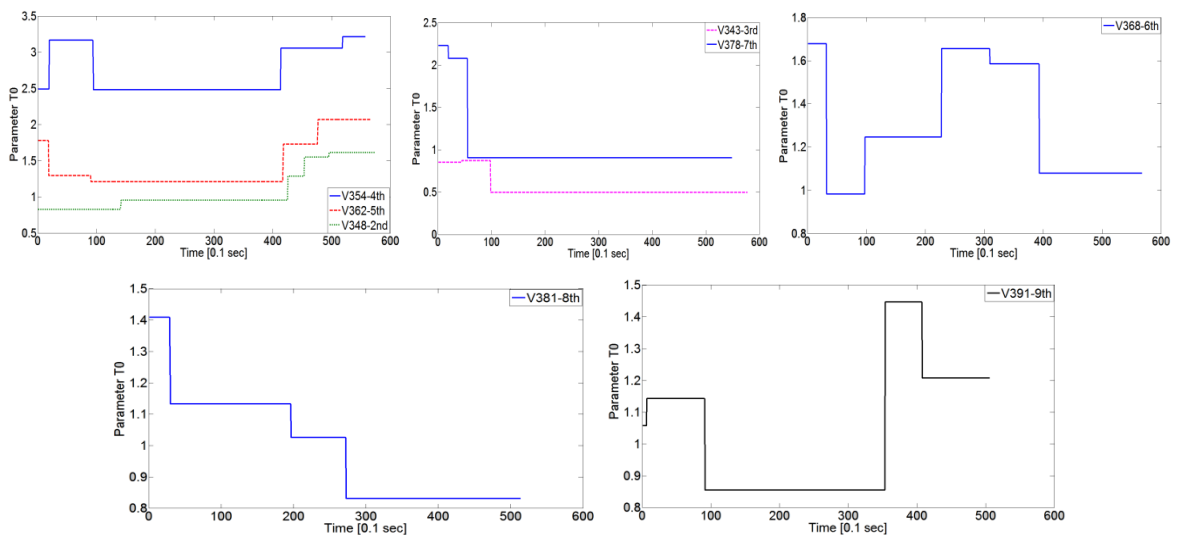 3.5
3
2.5
2
1.5
1
0.5
Parameter T0
0 100 200 300 400 500 600
Time [0.1 sec]
V354-4th
V362-5th
V348-2nd
2.5
2
1.5
1
0.5
0
Parameter T0
0 100 200 300 400 500 600
Time [0.1 sec]
V343-3rd
V378-7th
1.8
1.6
1.4
1.2
1
0.8
Parameter T0
0 100 200 300 400 500 600
Time [0.1 sec]
V368-6th
1.5
1.4
1.3
1.2
1.1
1
0.9
0.8
Parameter T0
0 100 200 300 400 500 600
Time [0.1 sec]
V381-8th
1.5
1.4
1.3
1.2
1.1
1
0.9
0.8
Parameter T0
0 100 200 300 400 500 600
Time [0.1 sec]
V391-9th